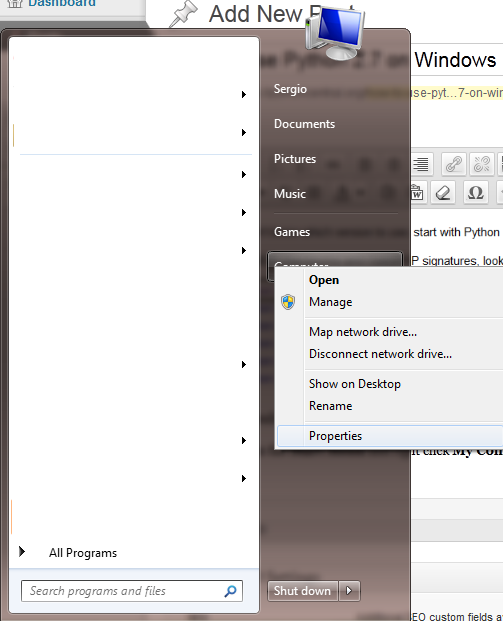 Dashboard
Add New Post
Python 2.7 on Windows
use-pyt...7-on-win
Sergio
Documents
Pictures
Music
Games
start with Python
P signatures, look
Computer
Open
Manage
Map network drive...
Disconnect network drive...
Show on Desktop
Rename
Properties
click My Com
All Programs
Search programs and files
Shut down
EO custom fields a